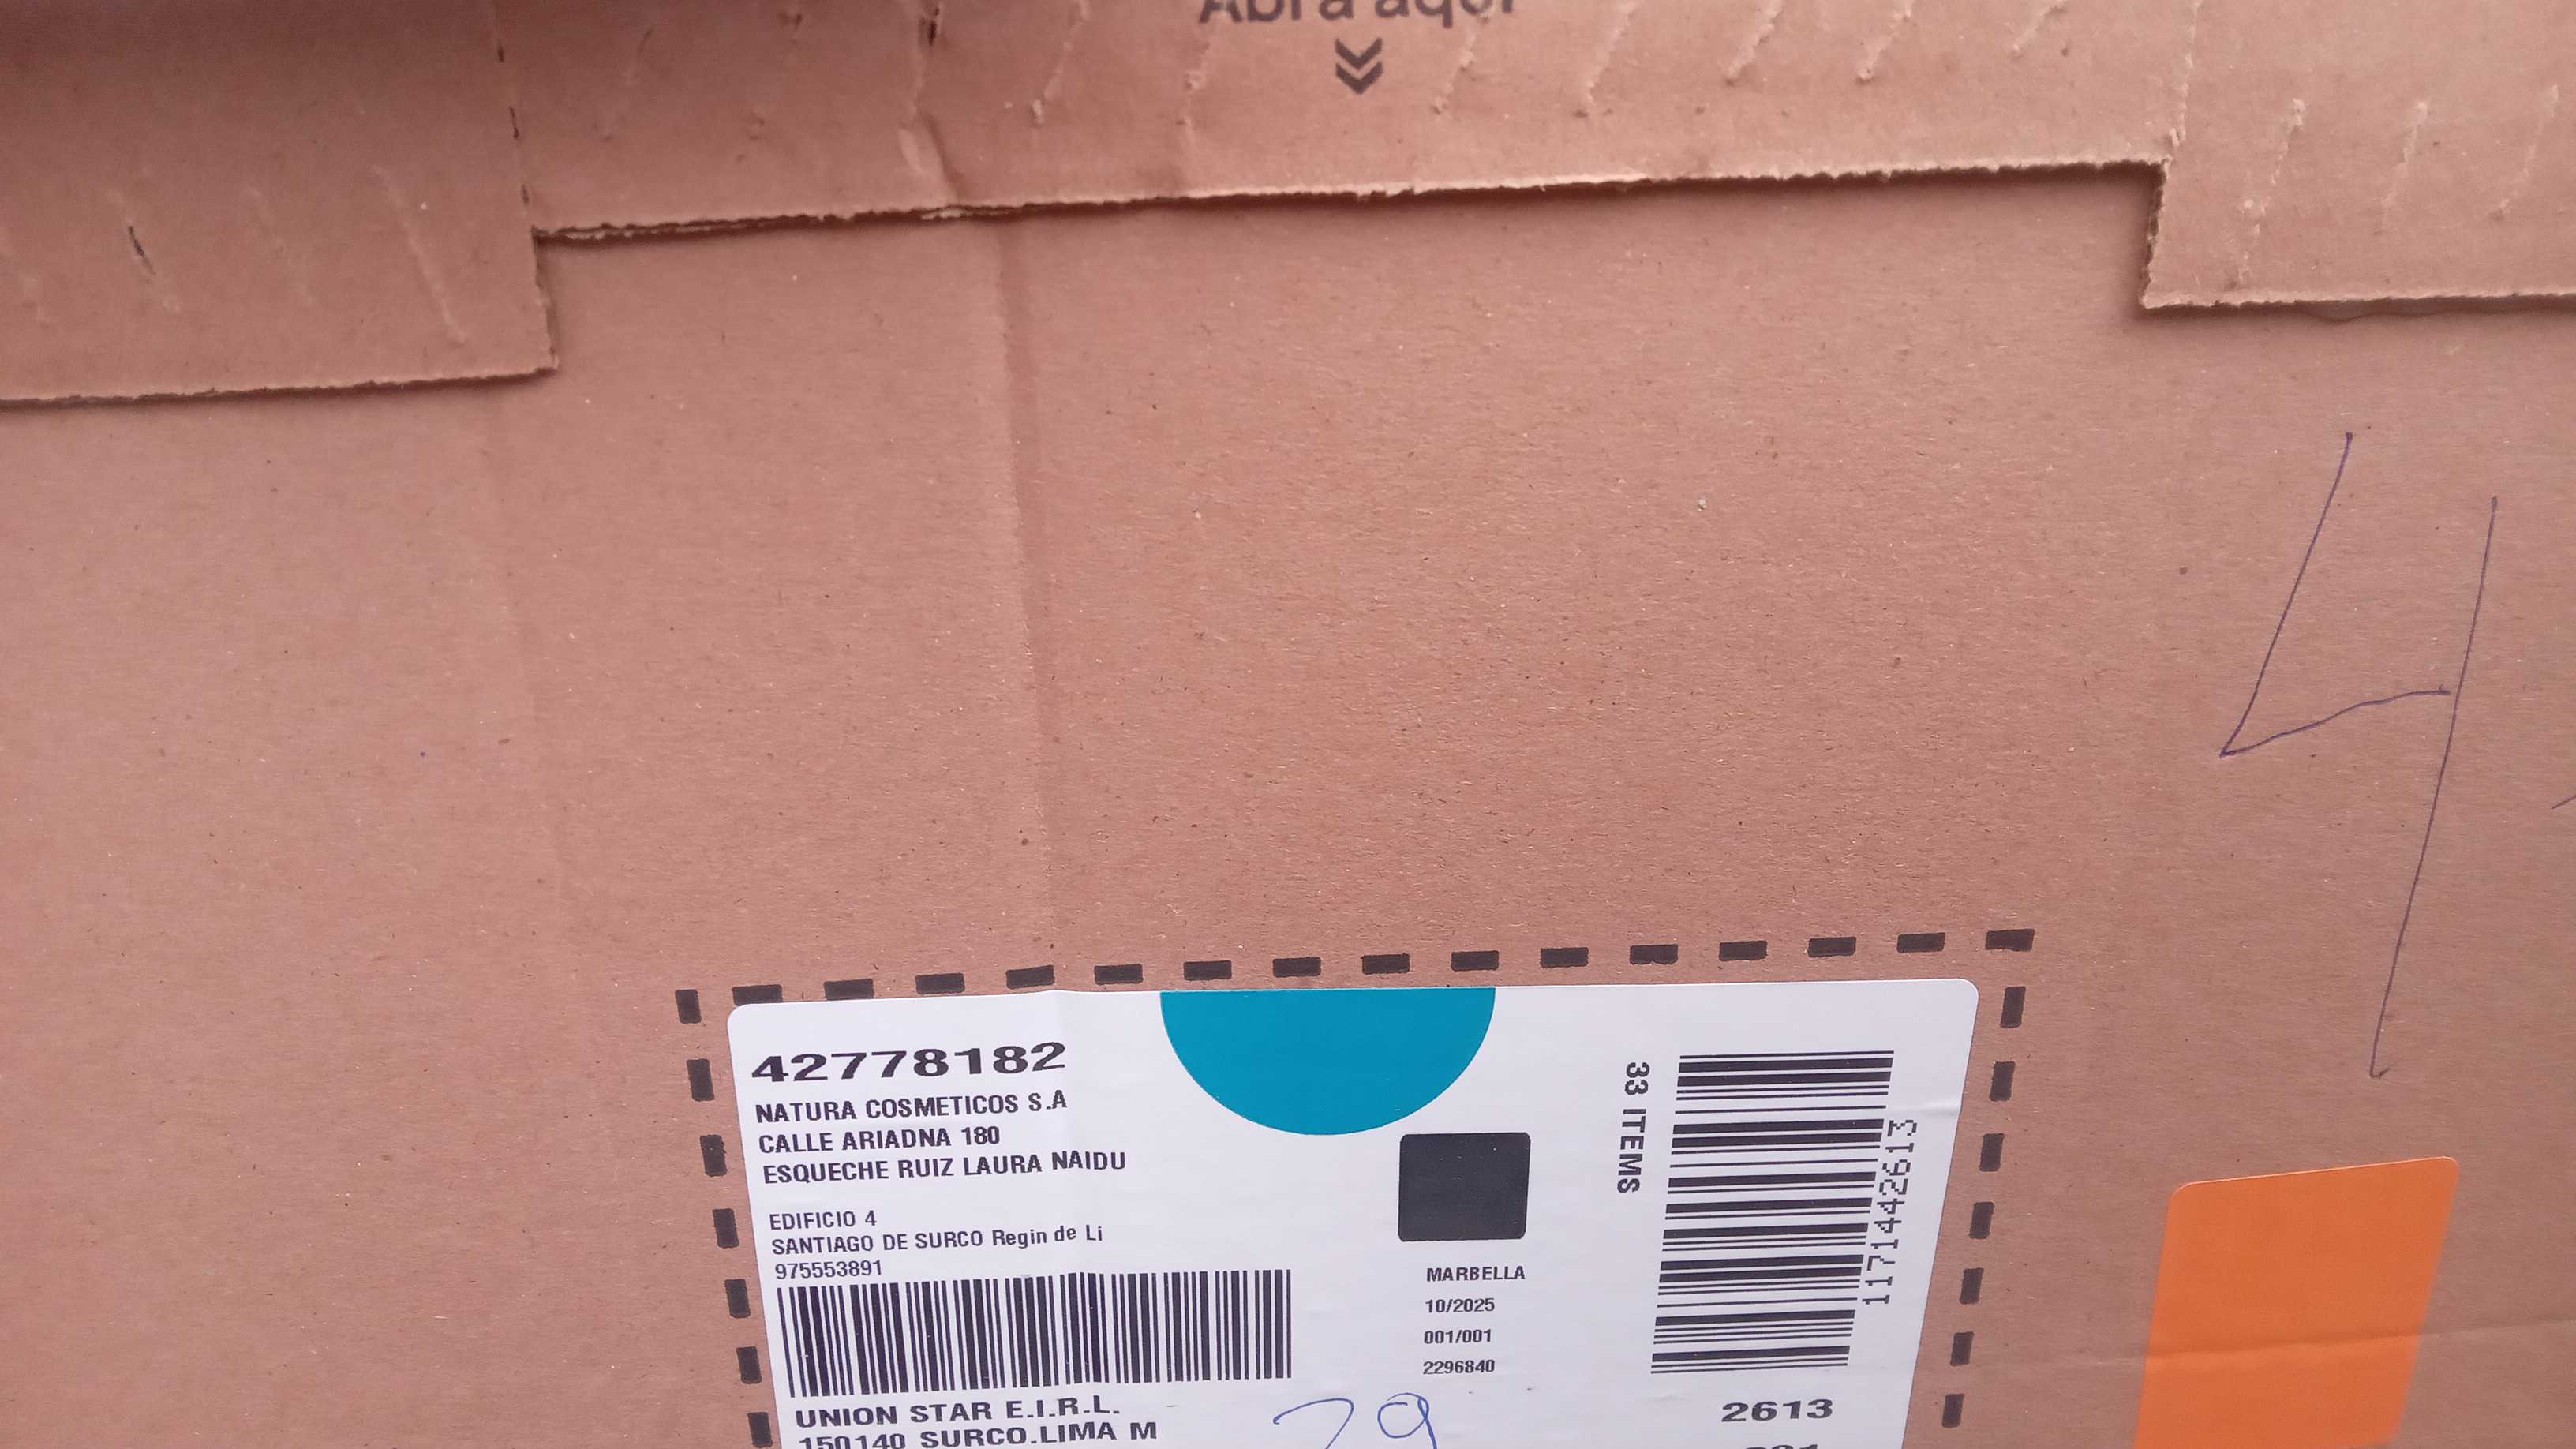 Abra aquí
4
42778182
NATURA COSMETICOS S.A
CALLE ARIADNA 180
ESQUECHE RUIZ LAURA NAIDU
EDIFICIO 4
SANTIAGO DE SURCO Regin de Li
975553891
UNION STAR E.I.R.L.
150140 SURCO.LIMA M
MARBELLA
10/2025
001/001
2296840
33 ITEMS
1171442613
2613